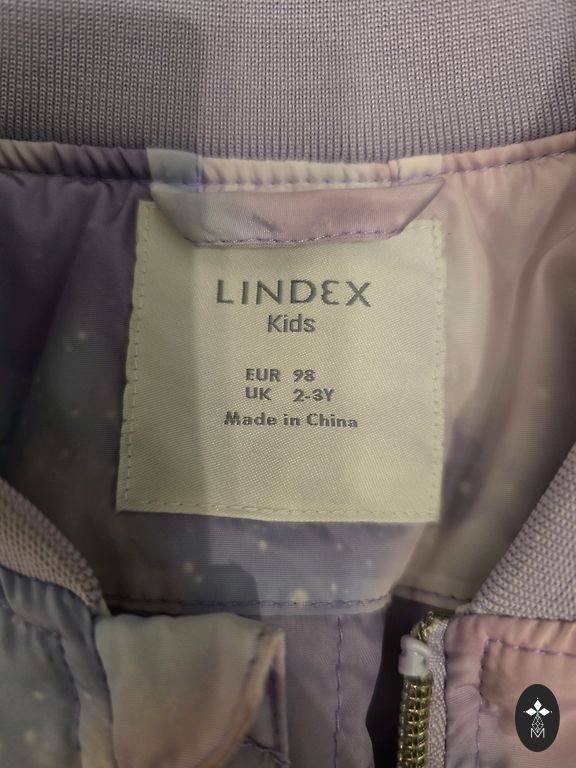 LINDEX
Kids
EUR 98
UK 2-3Y
Made in China
M